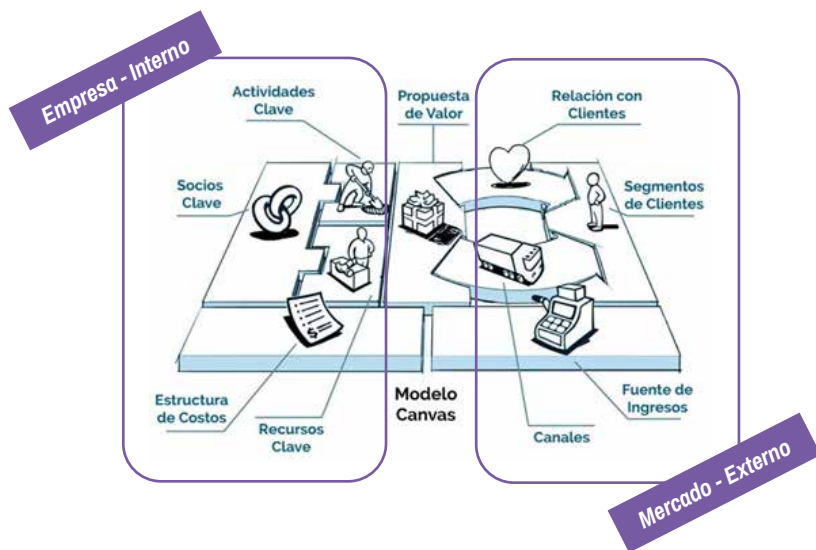 Empresa - Interno
Actividades
Clave
Propuesta
de Valor
Relación con
Clientes
Socios
Clave
Segmentos
de Clientes
Estructura
de Costos
Recursos
Clave
Modelo
Canvas
Canales
Fuente de
Ingresos
Mercado - Externo